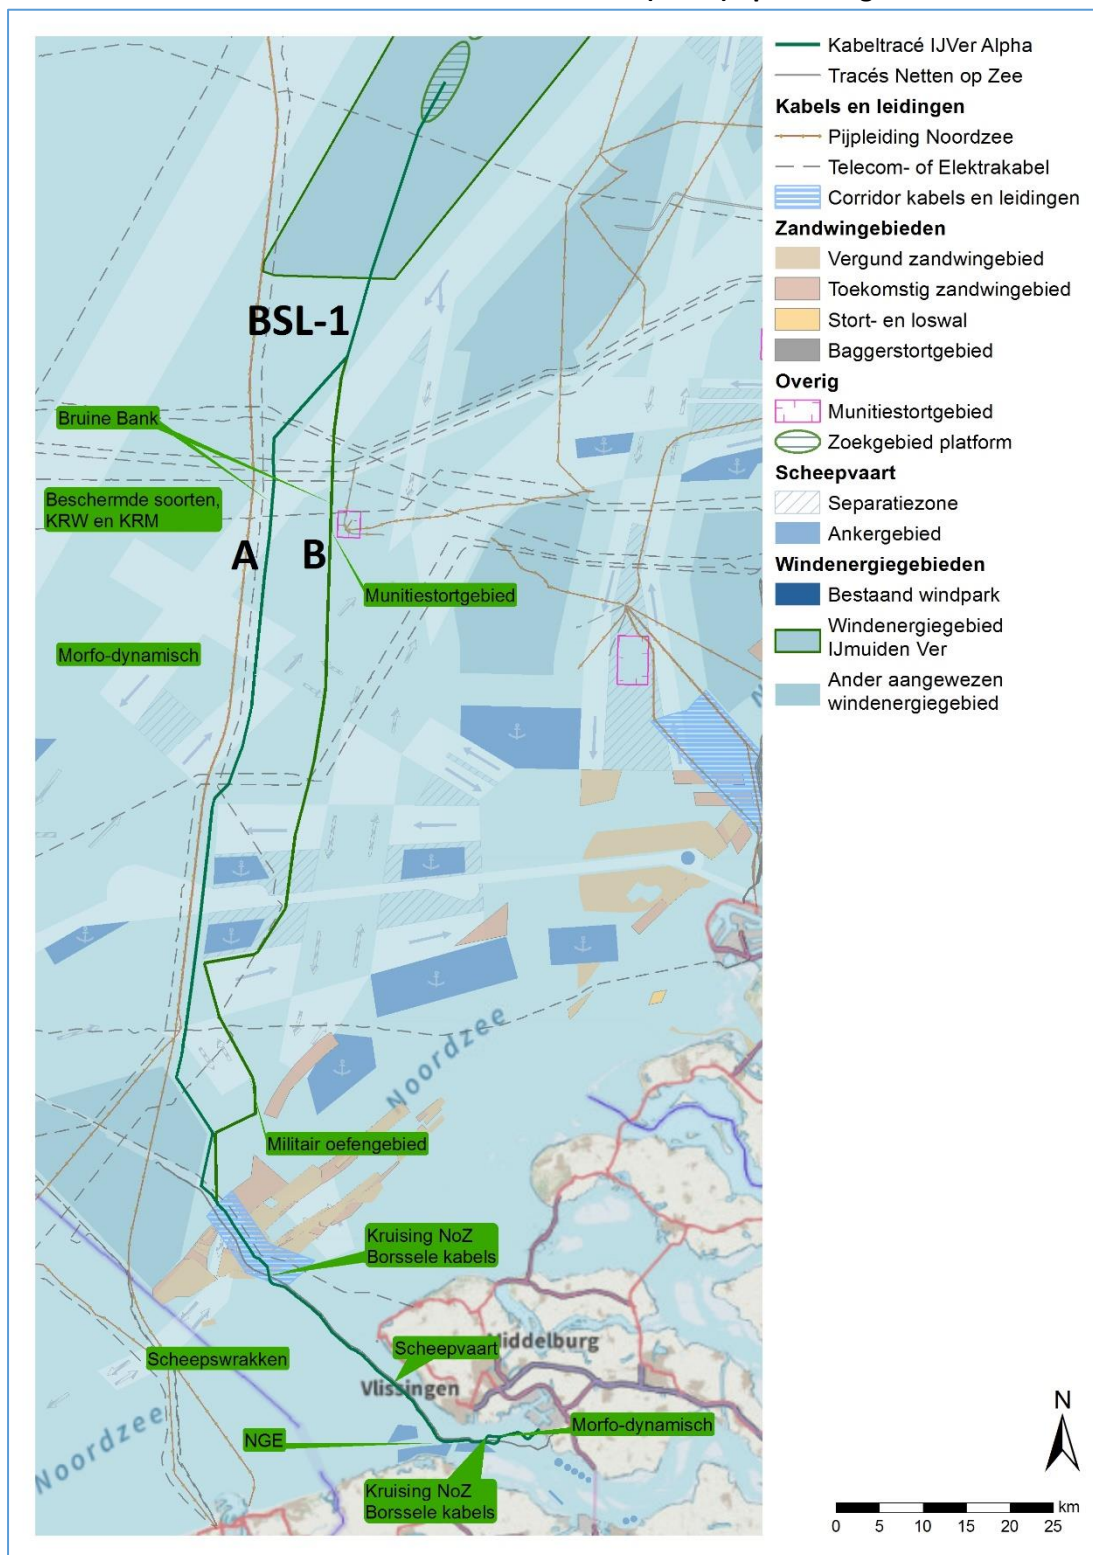 BSL-1
Bruine Bank
Beschermde soorten,
KRW en KRM
A
B
Munitiestortgebied
Morfo-dynamisch
Noordzee
Militair oefengebied
Kruising NoZ
Borssele kabels
Scheepswrakken
Scheepvaart
Middelburg
Vlissingen
Noordzee
NGE
Morfo-dynamisch
Kruising NoZ
Borssele kabels
Kabeltracé IJVer Alpha
Tracés Netten op Zee
Kabels en leidingen
Pijpleiding Noordzee
Telecom- of Elektrakabel
Corridor kabels en leidingen
Zandwingebieden
Vergund zandwingebied
Toekomstig zandwingebied
Stort- en loswal
Baggerstortgebied
Overig
Munitiestortgebied
Zoekgebied platform
Scheepvaart
Separatiezone
Ankergebied
Windenergiegebieden
Bestaand windpark
Windenergiegebied
IJmuiden Ver
Ander aangewezen
windenergiegebied
N
km
0 5 10 15 20 25